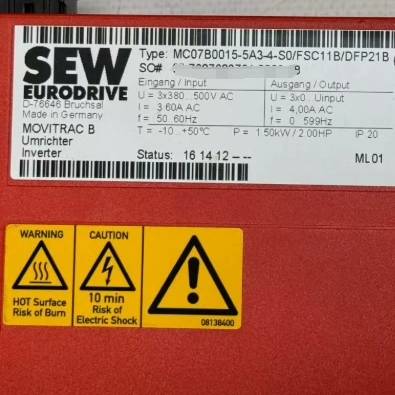 SEW
EURODRIVE
D-76646 Bruchsal
Made in Germany
MOVITRAC B
Umrichter
Inverter
Type: MC07B0015-5A3-4-S0/FSC11B/DFP21B
SO#
Eingang / Input
U = 3x380...500V AC
I = 3.60A AC
f = 50...60Hz
T = -10...+50°C
Ausgang / Output
U = 3x0...Uinput
I = 4,00A AC
f = 0...599Hz
P = 1.50kW / 2.00HP
IP 20
Status: 16 14 12 -- --
ML01
WARNING
HOT Surface
Risk of Burn
CAUTION
10 min
Risk of
Electric Shock
08138400